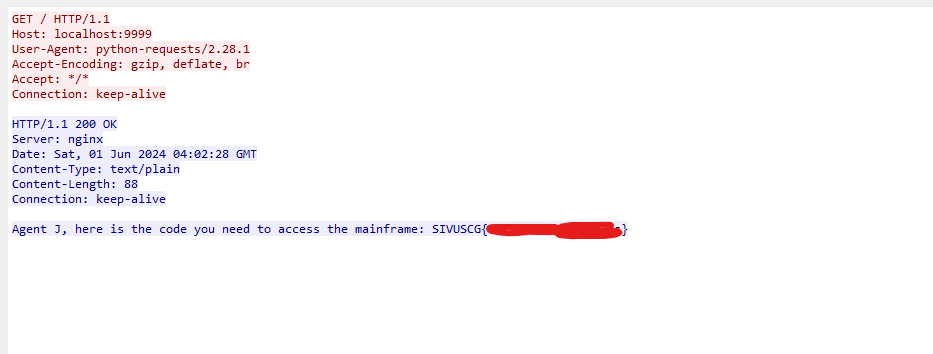 GET / HTTP/1.1
Host: localhost:9999
User-Agent: python-requests/2.28.1
Accept-Encoding: gzip, deflate, br
Accept: */*
Connection: keep-alive
HTTP/1.1 200 OK
Server: nginx
Date: Sat, 01 Jun 2024 04:02:28 GMT
Content-Type: text/plain
Content-Length: 88
Connection: keep-alive
Agent J, here is the code you need to access the mainframe: SIVUSCG{}